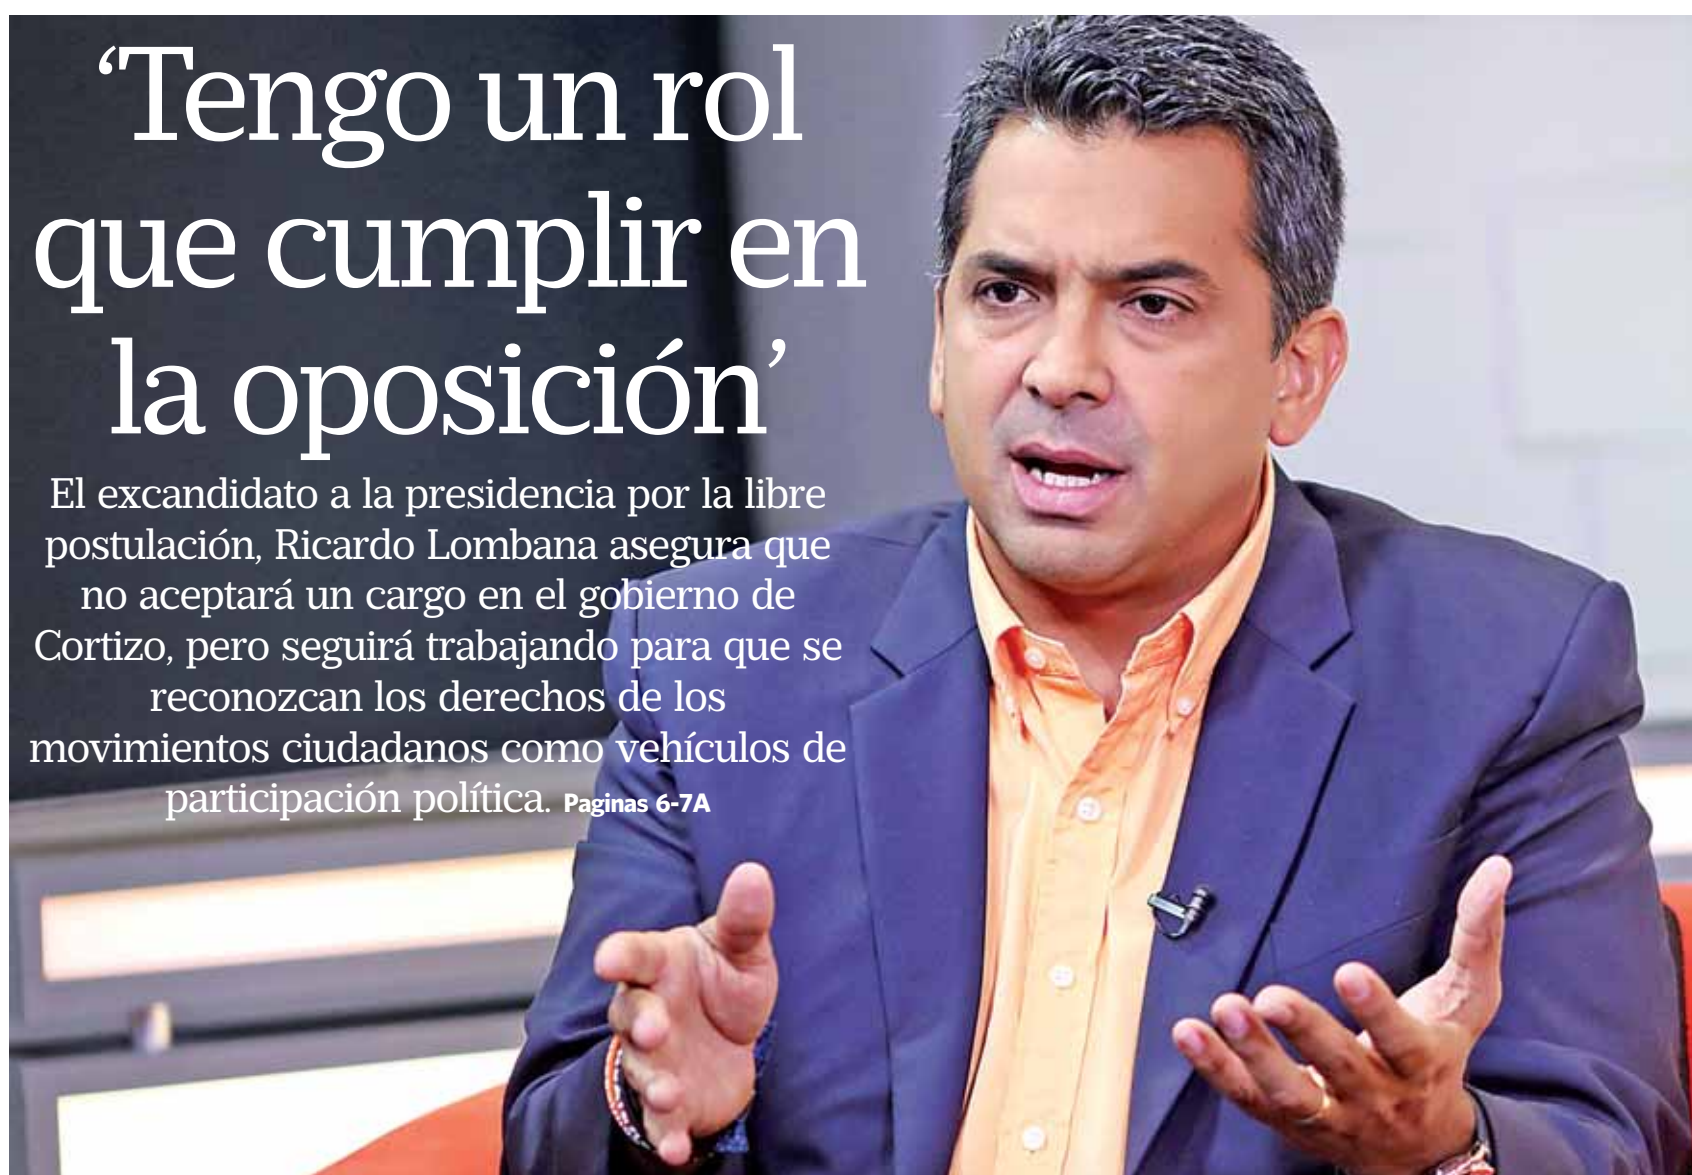 ‘Tengo un rol
que cumplir en
la oposición’
El excandidato a la presidencia por la libre
postulación, Ricardo Lombana asegura que
no aceptará un cargo en el gobierno de
Cortizo, pero seguirá trabajando para que se
reconozcan los derechos de los
movimientos ciudadanos como vehículos de
participación política. Paginas 6-7A